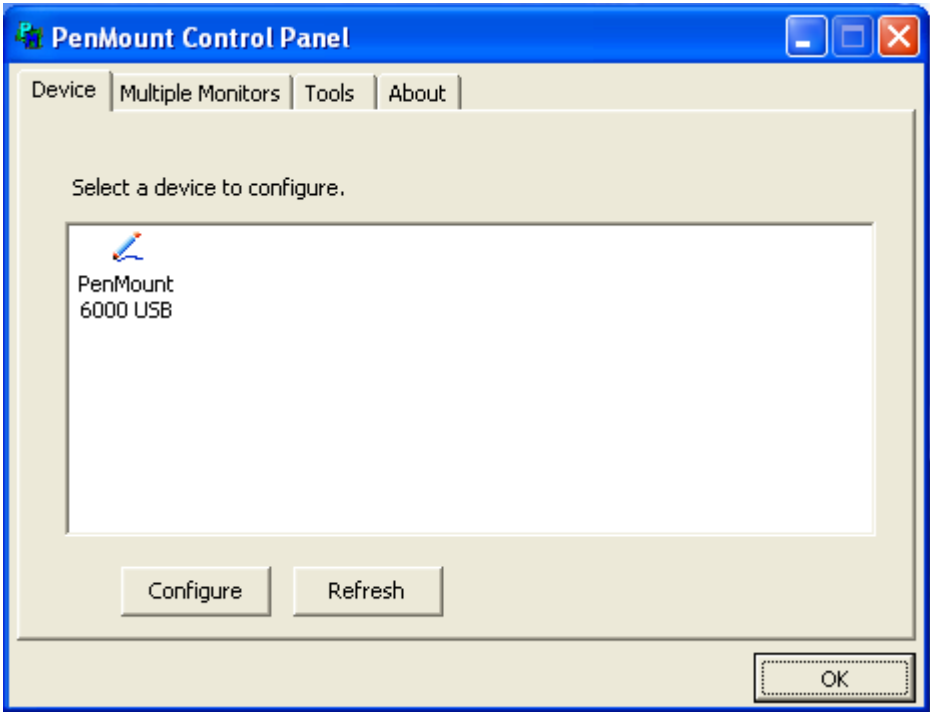 PenMount Control Panel
Device Multiple Monitors Tools About
Select a device to configure.
PenMount
6000 USB
Configure Refresh
OK